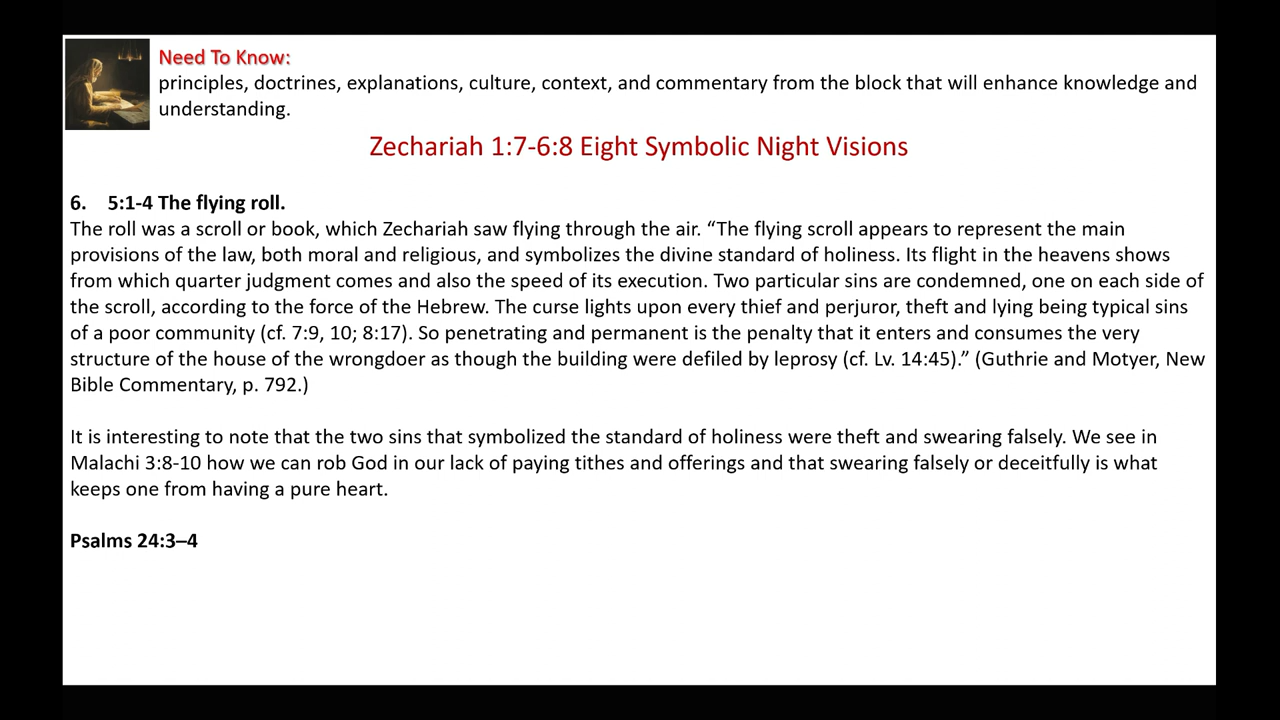 Need To Know:
principles, doctrines, explanations, culture, context, and commentary from the block that will enhance knowledge and
understanding.
Zechariah 1:7-6:8 Eight Symbolic Night Visions
6. 5:1-4 The flying roll.
The roll was a scroll or book, which Zechariah saw flying through the air. “The flying scroll appears to represent the main
provisions of the law, both moral and religious, and symbolizes the divine standard of holiness. Its flight in the heavens shows
from which quarter judgment comes and also the speed of its execution. Two particular sins are condemned, one on each side of
the scroll, according to the force of the Hebrew. The curse lights upon every thief and perjuror, theft and lying being typical sins
of a poor community (cf. 7:9, 10; 8:17). So penetrating and permanent is the penalty that it enters and consumes the very
structure of the house of the wrongdoer as though the building were defiled by leprosy (cf. Lv. 14:45).” (Guthrie and Motyer, New
Bible Commentary, p. 792.)
It is interesting to note that the two sins that symbolized the standard of holiness were theft and swearing falsely. We see in
Malachi 3:8-10 how we can rob God in our lack of paying tithes and offerings and that swearing falsely or deceitfully is what
keeps one from having a pure heart.
Psalms 24:3–4